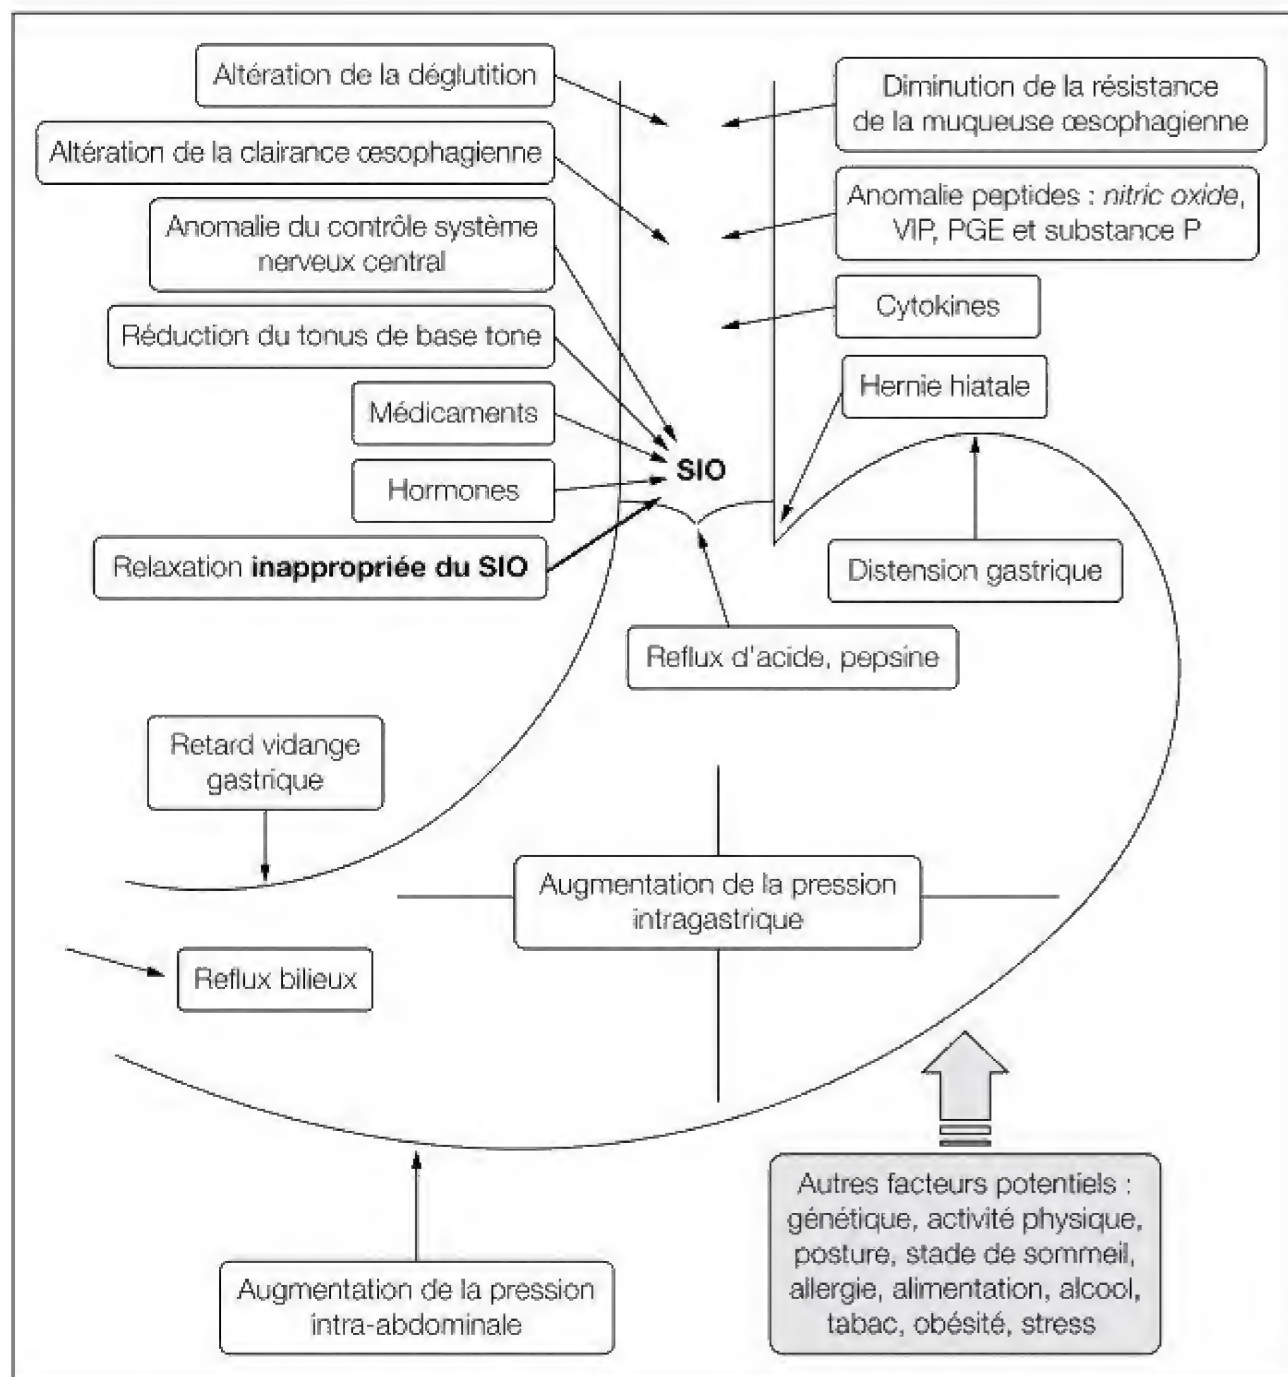 Altération de la déglutition
Altération de la clairance œsophagienne
Anomalie du contrôle système
nerveux central
Réduction du tonus de base tone
Médicaments
Hormones
Relaxation inappropriée du SIO
Diminution de la résistance
de la muqueuse œsophagienne
Anomalie peptides : nitric oxide,
VIP, PGE et substance P
Cytokines
Hernie hiatale
SIO
Distension gastrique
Reflux d'acide, pepsine
Retard vidange
gastrique
Augmentation de la pression
intragastrique
Reflux bilieux
Augmentation de la pression
intra-abdominale
Autres facteurs potentiels :
génétique, activité physique,
posture, stade de sommeil,
allergie, alimentation, alcool,
tabac, obésité, stress